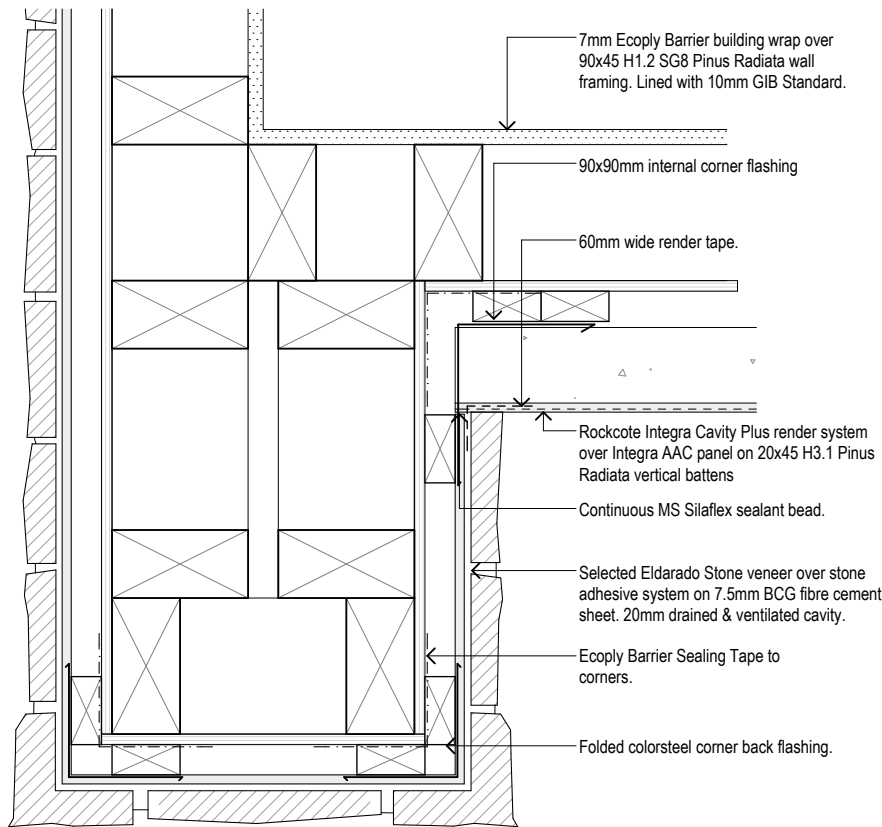 7mm Ecoply Barrier building wrap over
90x45 H1.2 SG8 Pinus Radiata wall
framing. Lined with 10mm GIB Standard.
90x90mm internal corner flashing
60mm wide render tape.
Rockcote Integra Cavity Plus render system
over Integra AAC panel on 20x45 H3.1 Pinus
Radiata vertical battens
Continuous MS Silaflex sealant bead.
Selected Eldarado Stone veneer over stone
adhesive system on 7.5mm BCG fibre cement
sheet. 20mm drained & ventilated cavity.
Ecoply Barrier Sealing Tape to
corners.
Folded colorsteel corner back flashing.